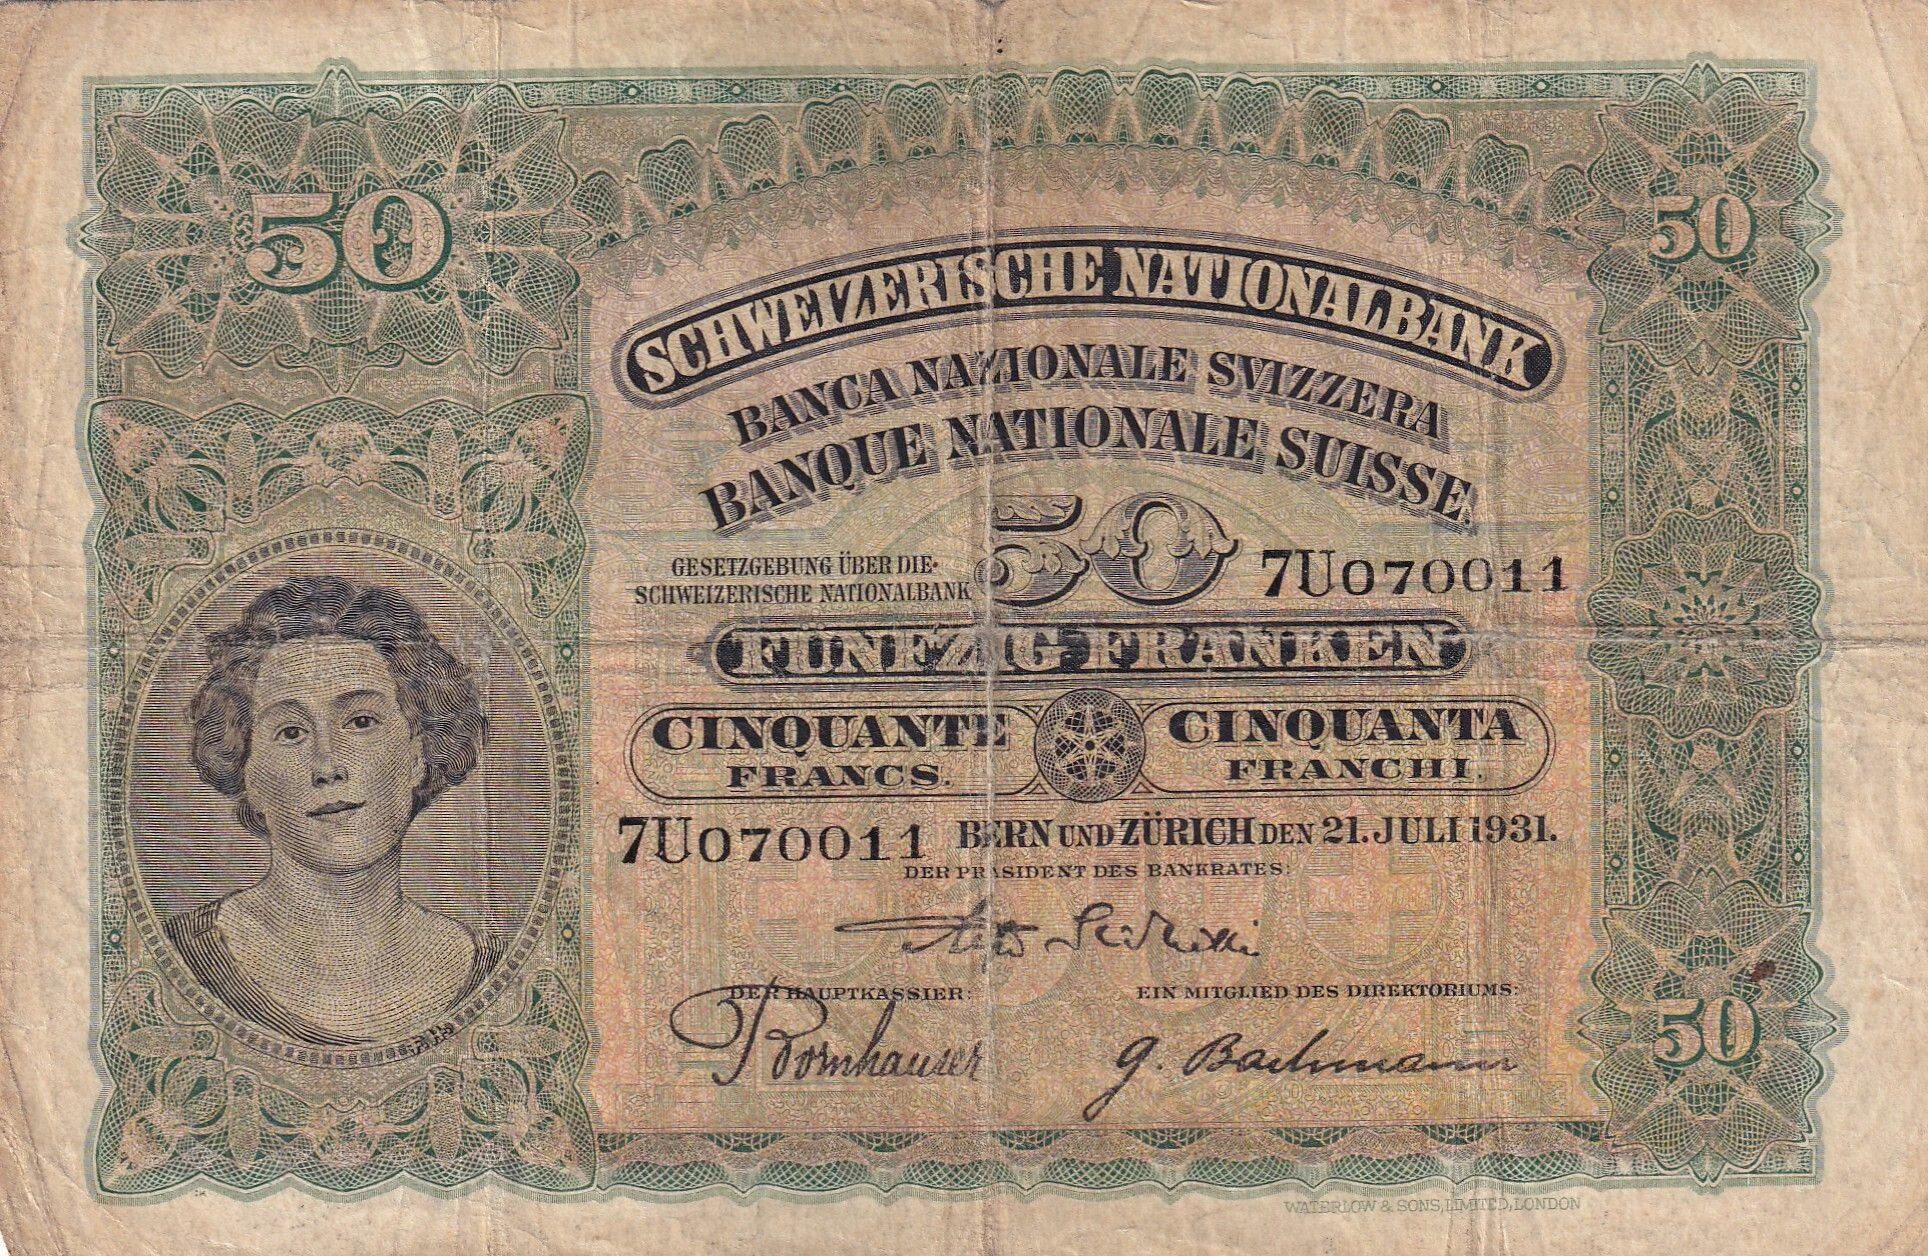 50
50
SCHWEIZERISCHE NATIONALBANK
BANCA NAZIONALE SVIZZERA
BANQUE NATIONALE SUISSE.
GESETZGEBUNG ÜBER DIE
SCHWEIZERISCHE NATIONALBANK
50
7U070011
FÜNFZIG FRANKEN
CINQUANTE
FRANCS.
CINQUANTA
FRANCHI.
7U070011 BERN UND ZÜRICH DEN 21. JULI 1931.
DER PRÄSIDENT DES BANKRATES:
DER HAUPTKASSIER:
EIN MITGLIED DES DIREKTORIUMS:
Bornhauser
G. Bachmann
50
WATERLOW & SONS, LIMITED, LONDON